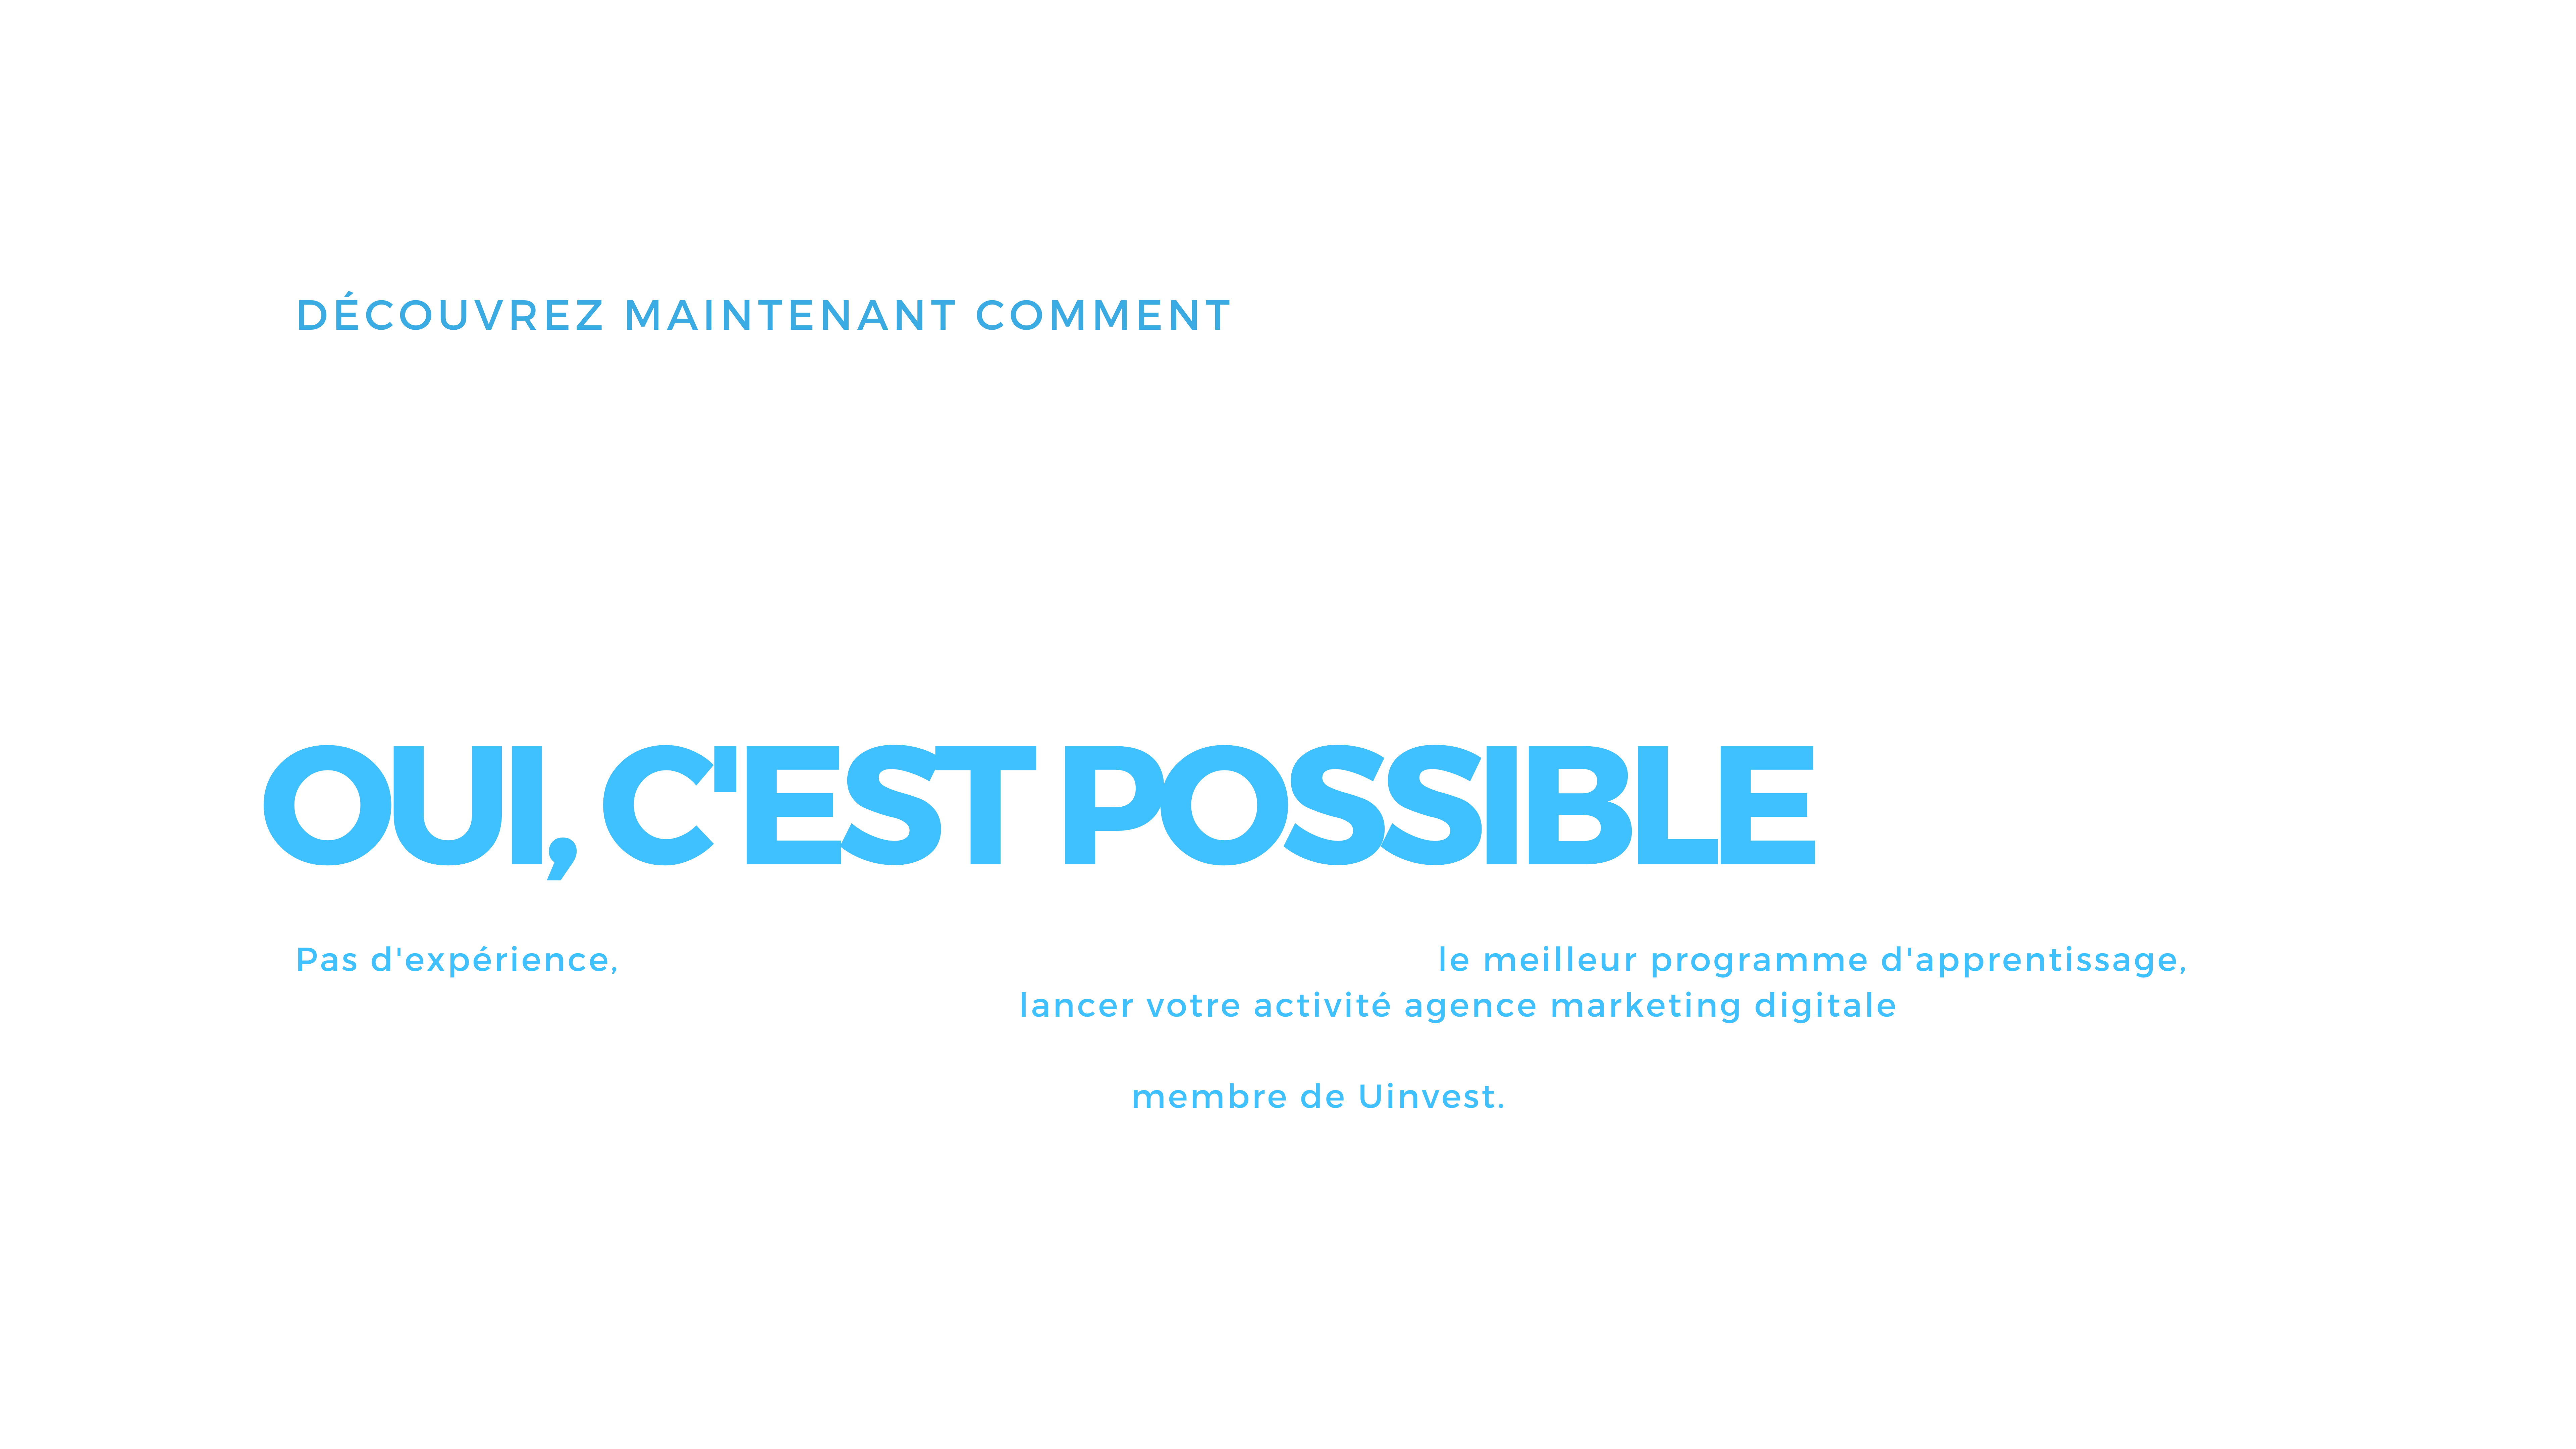 DÉCOUVREZ MAINTENANT COMMENT
OUI, C'EST POSSIBLE
Pas d'expérience, le meilleur programme d'apprentissage,
lancer votre activité agence marketing digitale
membre de Uinvest.